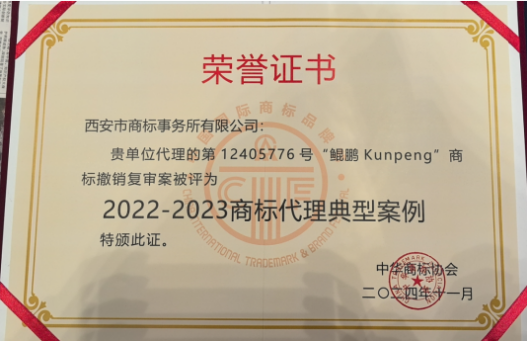 荣誉证书
西安市商标事务所有限公司：
贵单位代理的第 12405776 号“鲲鹏 Kunpeng”商
标撤销复审案被评为
2022-2023商标代理典型案例
特颁此证。
中华商标协会
二〇二四年十一月
INTERNATIONAL TRADEMARK & BRAND